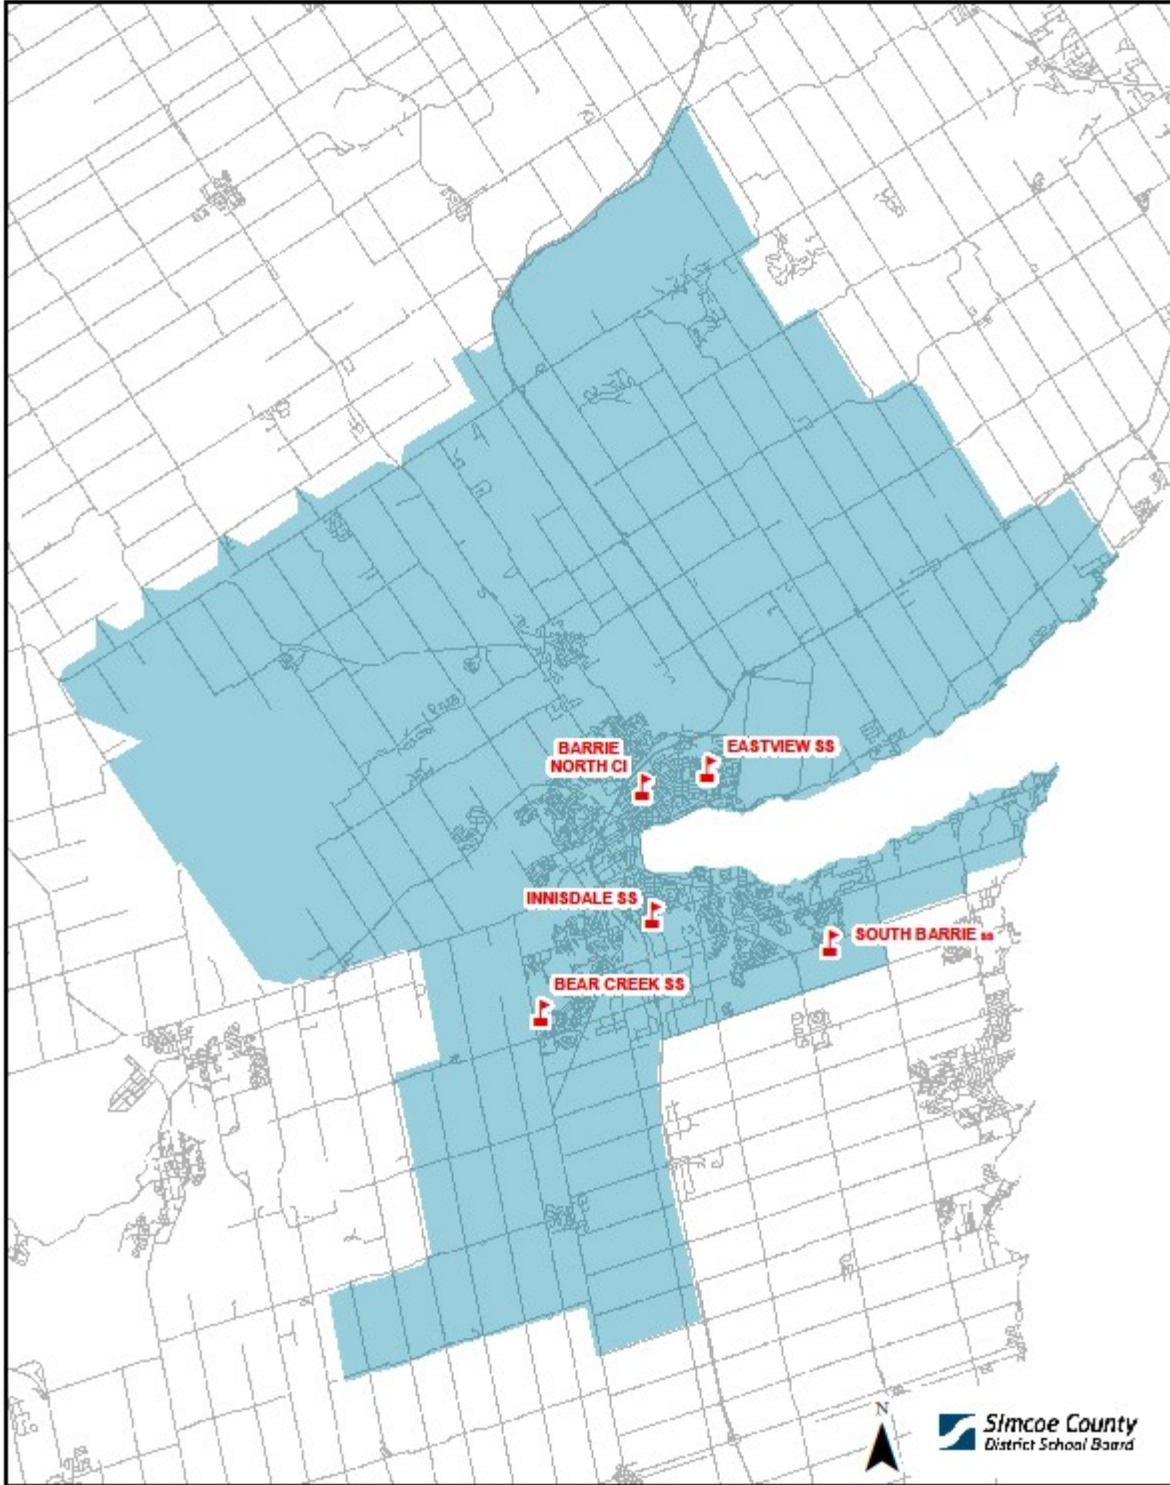 BARRIE
NORTH CI
EASTVIEW SS
INNISDALE SS
SOUTH BARRIE ss
BEAR CREEK SS
N
Simcoe County
District School Board